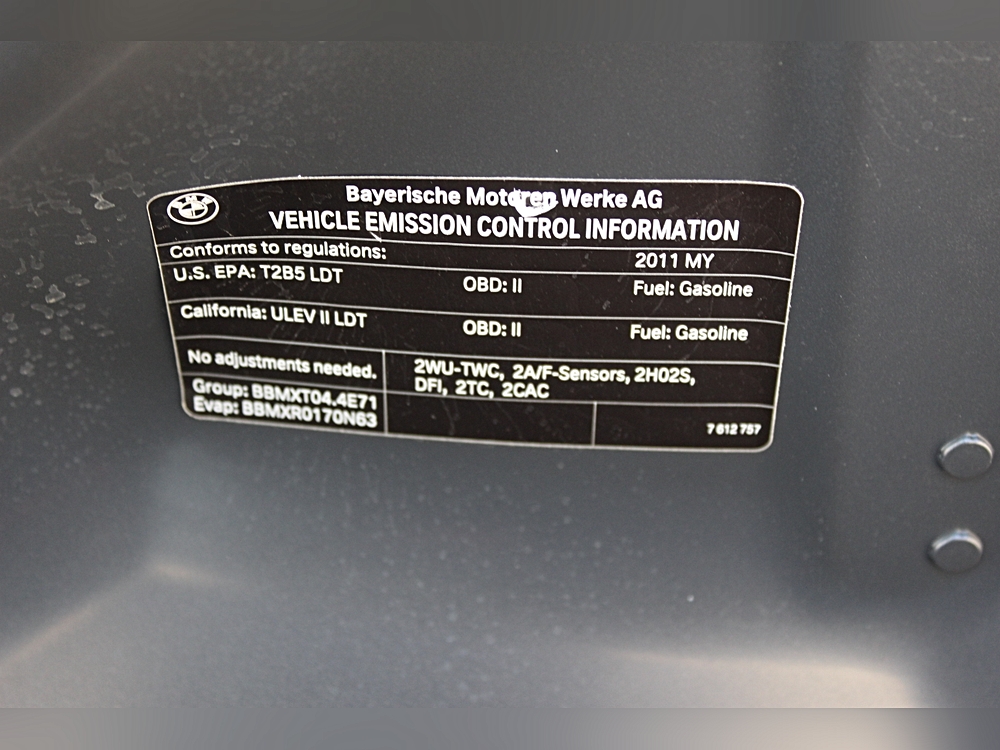 BMW
Bayerische Motoren Werke AG
VEHICLE EMISSION CONTROL INFORMATION
Conforms to regulations: 2011 MY
U.S. EPA: T2B5 LDT OBD: II Fuel: Gasoline
California: ULEV II LDT OBD: II Fuel: Gasoline
No adjustments needed.
2WU-TWC, 2A/F-Sensors, 2H02S,
DFI, 2TC, 2CAC
Group: BBMXT04.4E71
Evap: BBMXR0170N63
7 612 757